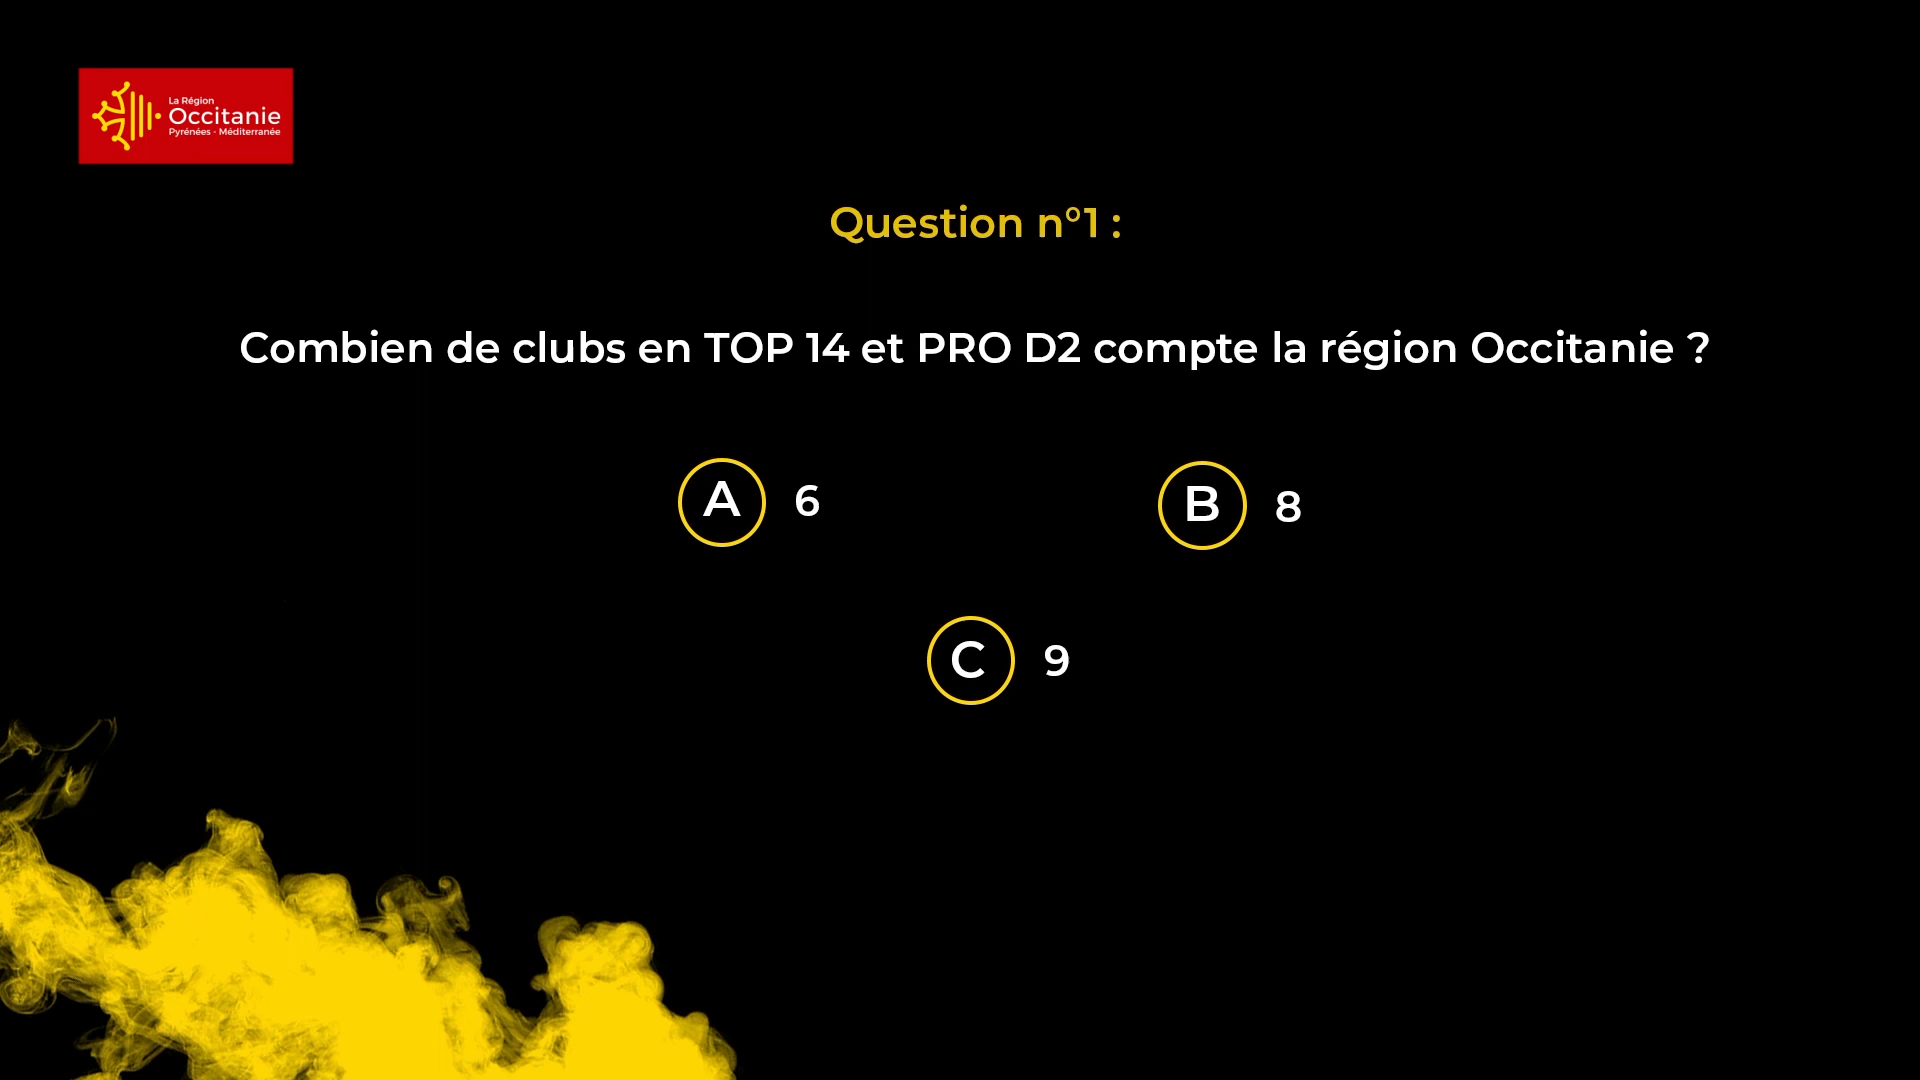 La Région
Occitanie
Pyrénées - Méditerranée
Question n°1 :
Combien de clubs en TOP 14 et PRO D2 compte la région Occitanie ?
A 6
B 8
C 9